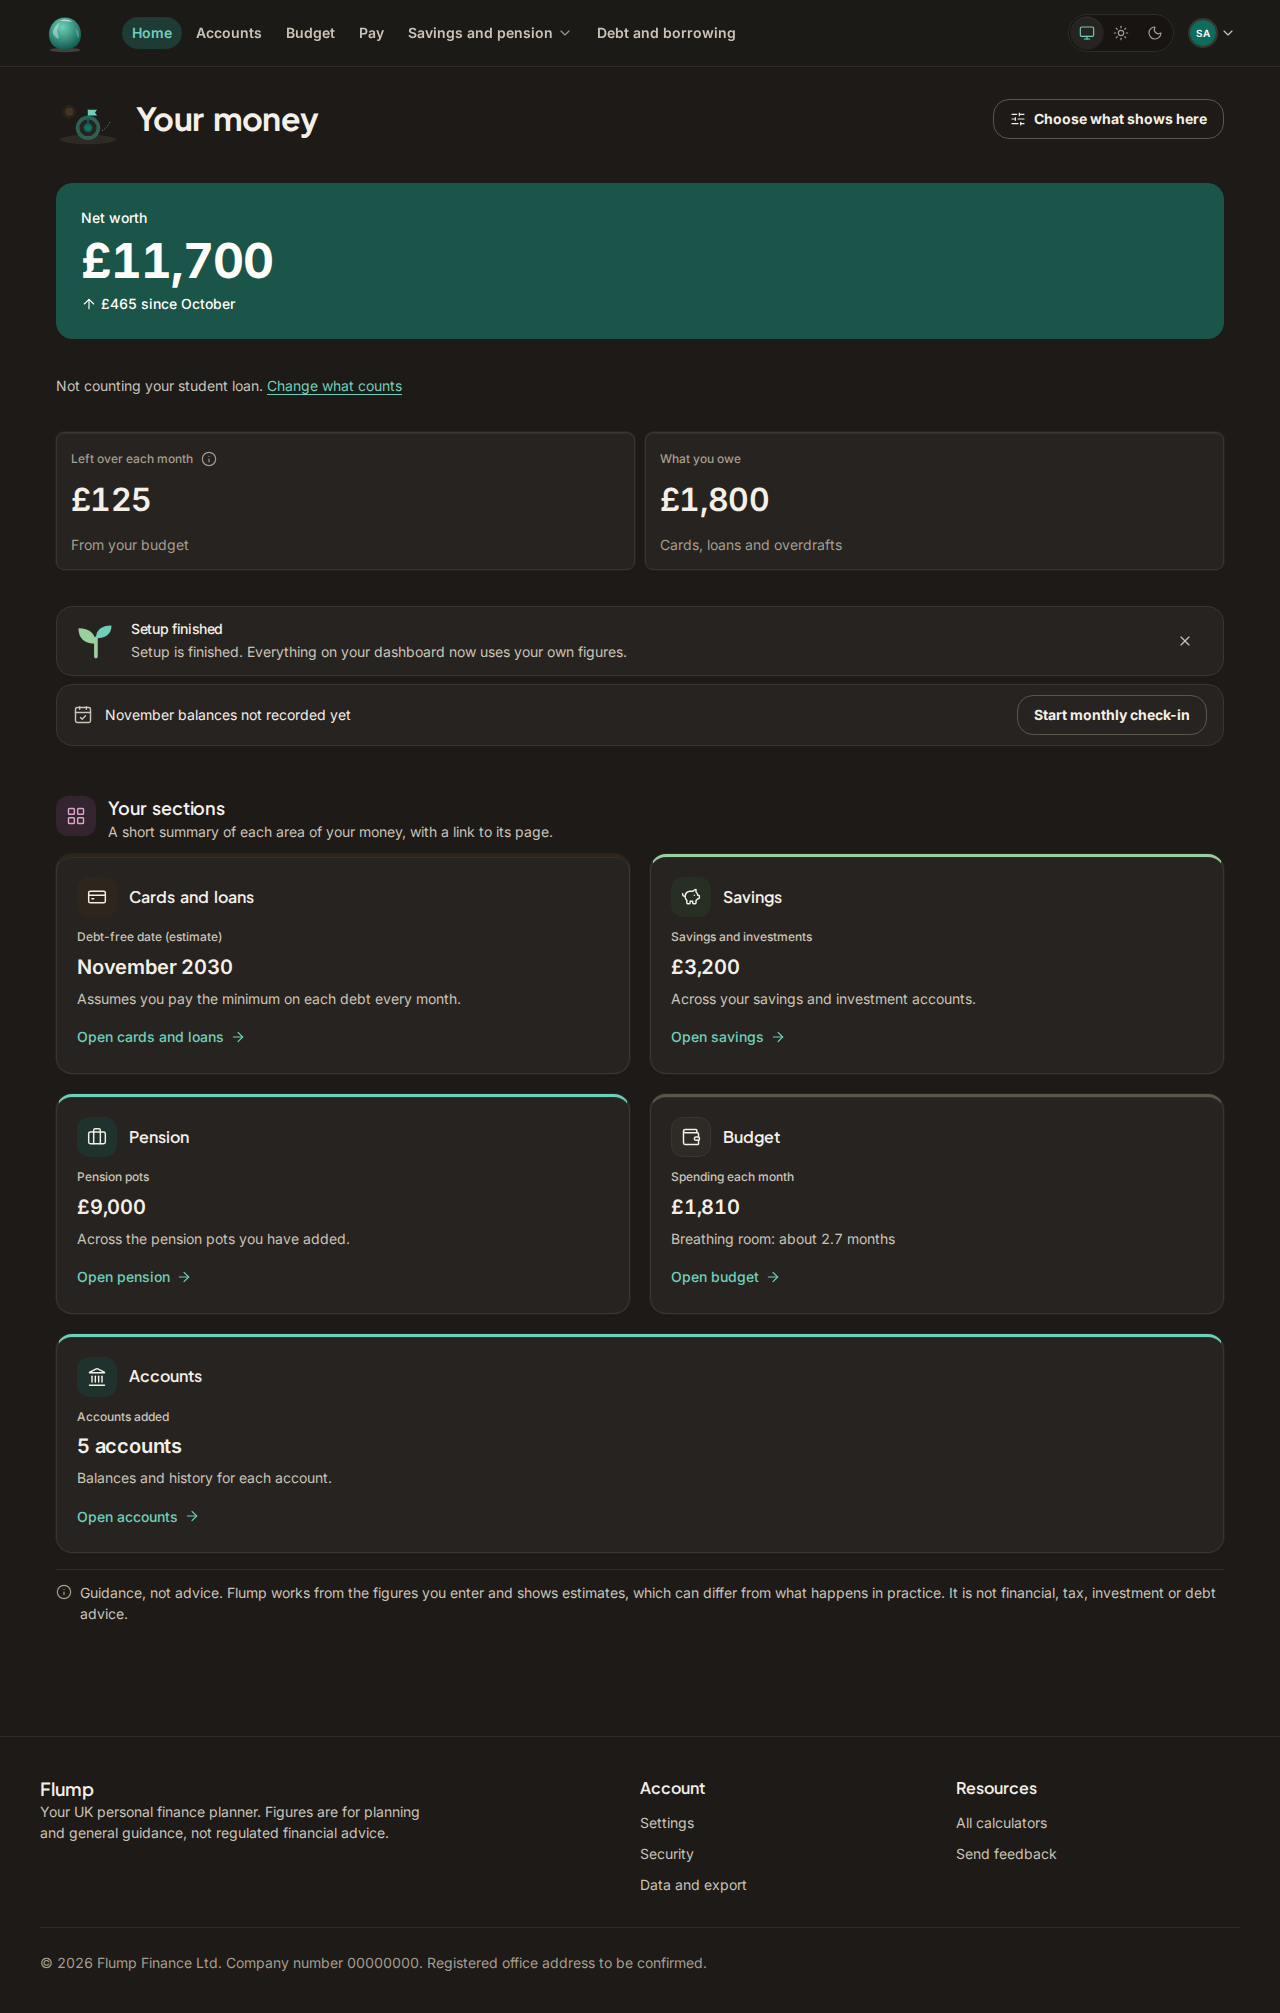 Home
Accounts
Budget
Pay
Savings and pension
Debt and borrowing
SA
Your money
Choose what shows here
Net worth
£11,700
↑ £465 since October
Not counting your student loan. Change what counts
Left over each month
£125
From your budget
What you owe
£1,800
Cards, loans and overdrafts
Setup finished
Setup is finished. Everything on your dashboard now uses your own figures.
November balances not recorded yet
Start monthly check-in
Your sections
A short summary of each area of your money, with a link to its page.
Cards and loans
Debt-free date (estimate)
November 2030
Assumes you pay the minimum on each debt every month.
Open cards and loans →
Savings
Savings and investments
£3,200
Across your savings and investment accounts.
Open savings →
Pension
Pension pots
£9,000
Across the pension pots you have added.
Open pension →
Budget
Spending each month
£1,810
Breathing room: about 2.7 months
Open budget →
Accounts
Accounts added
5 accounts
Balances and history for each account.
Open accounts →
Guidance, not advice. Flump works from the figures you enter and shows estimates, which can differ from what happens in practice. It is not financial, tax, investment or debt
advice.
Flump
Your UK personal finance planner. Figures are for planning
and general guidance, not regulated financial advice.
Account
Settings
Security
Data and export
Resources
All calculators
Send feedback
© 2026 Flump Finance Ltd. Company number 00000000. Registered office address to be confirmed.